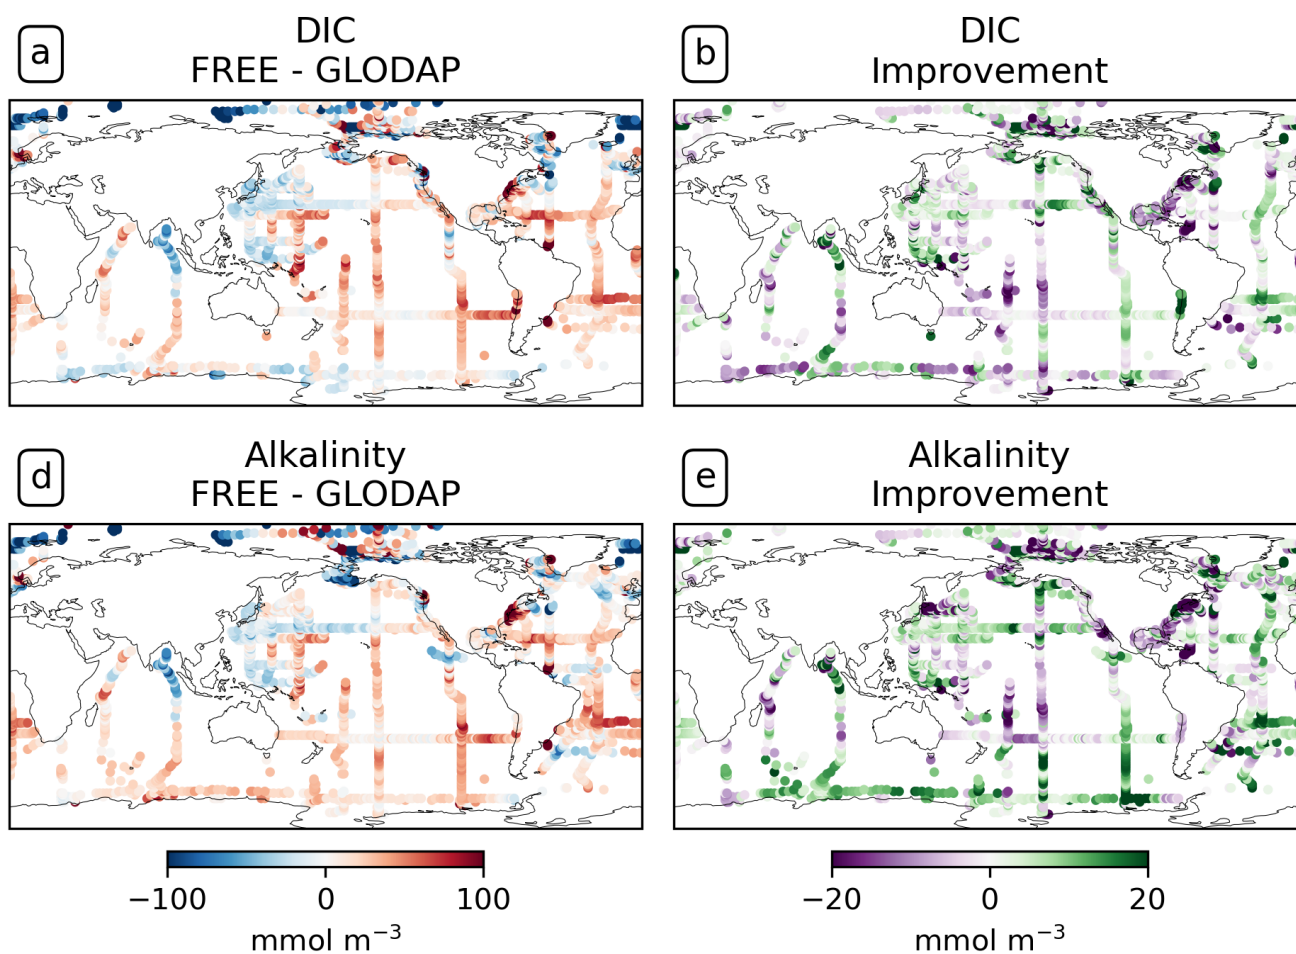 a
DIC
FREE - GLODAP
b
DIC
Improvement
d
Alkalinity
FREE - GLODAP
e
Alkalinity
Improvement
−100 0 100
mmol m⁻³
−20 0 20
mmol m⁻³